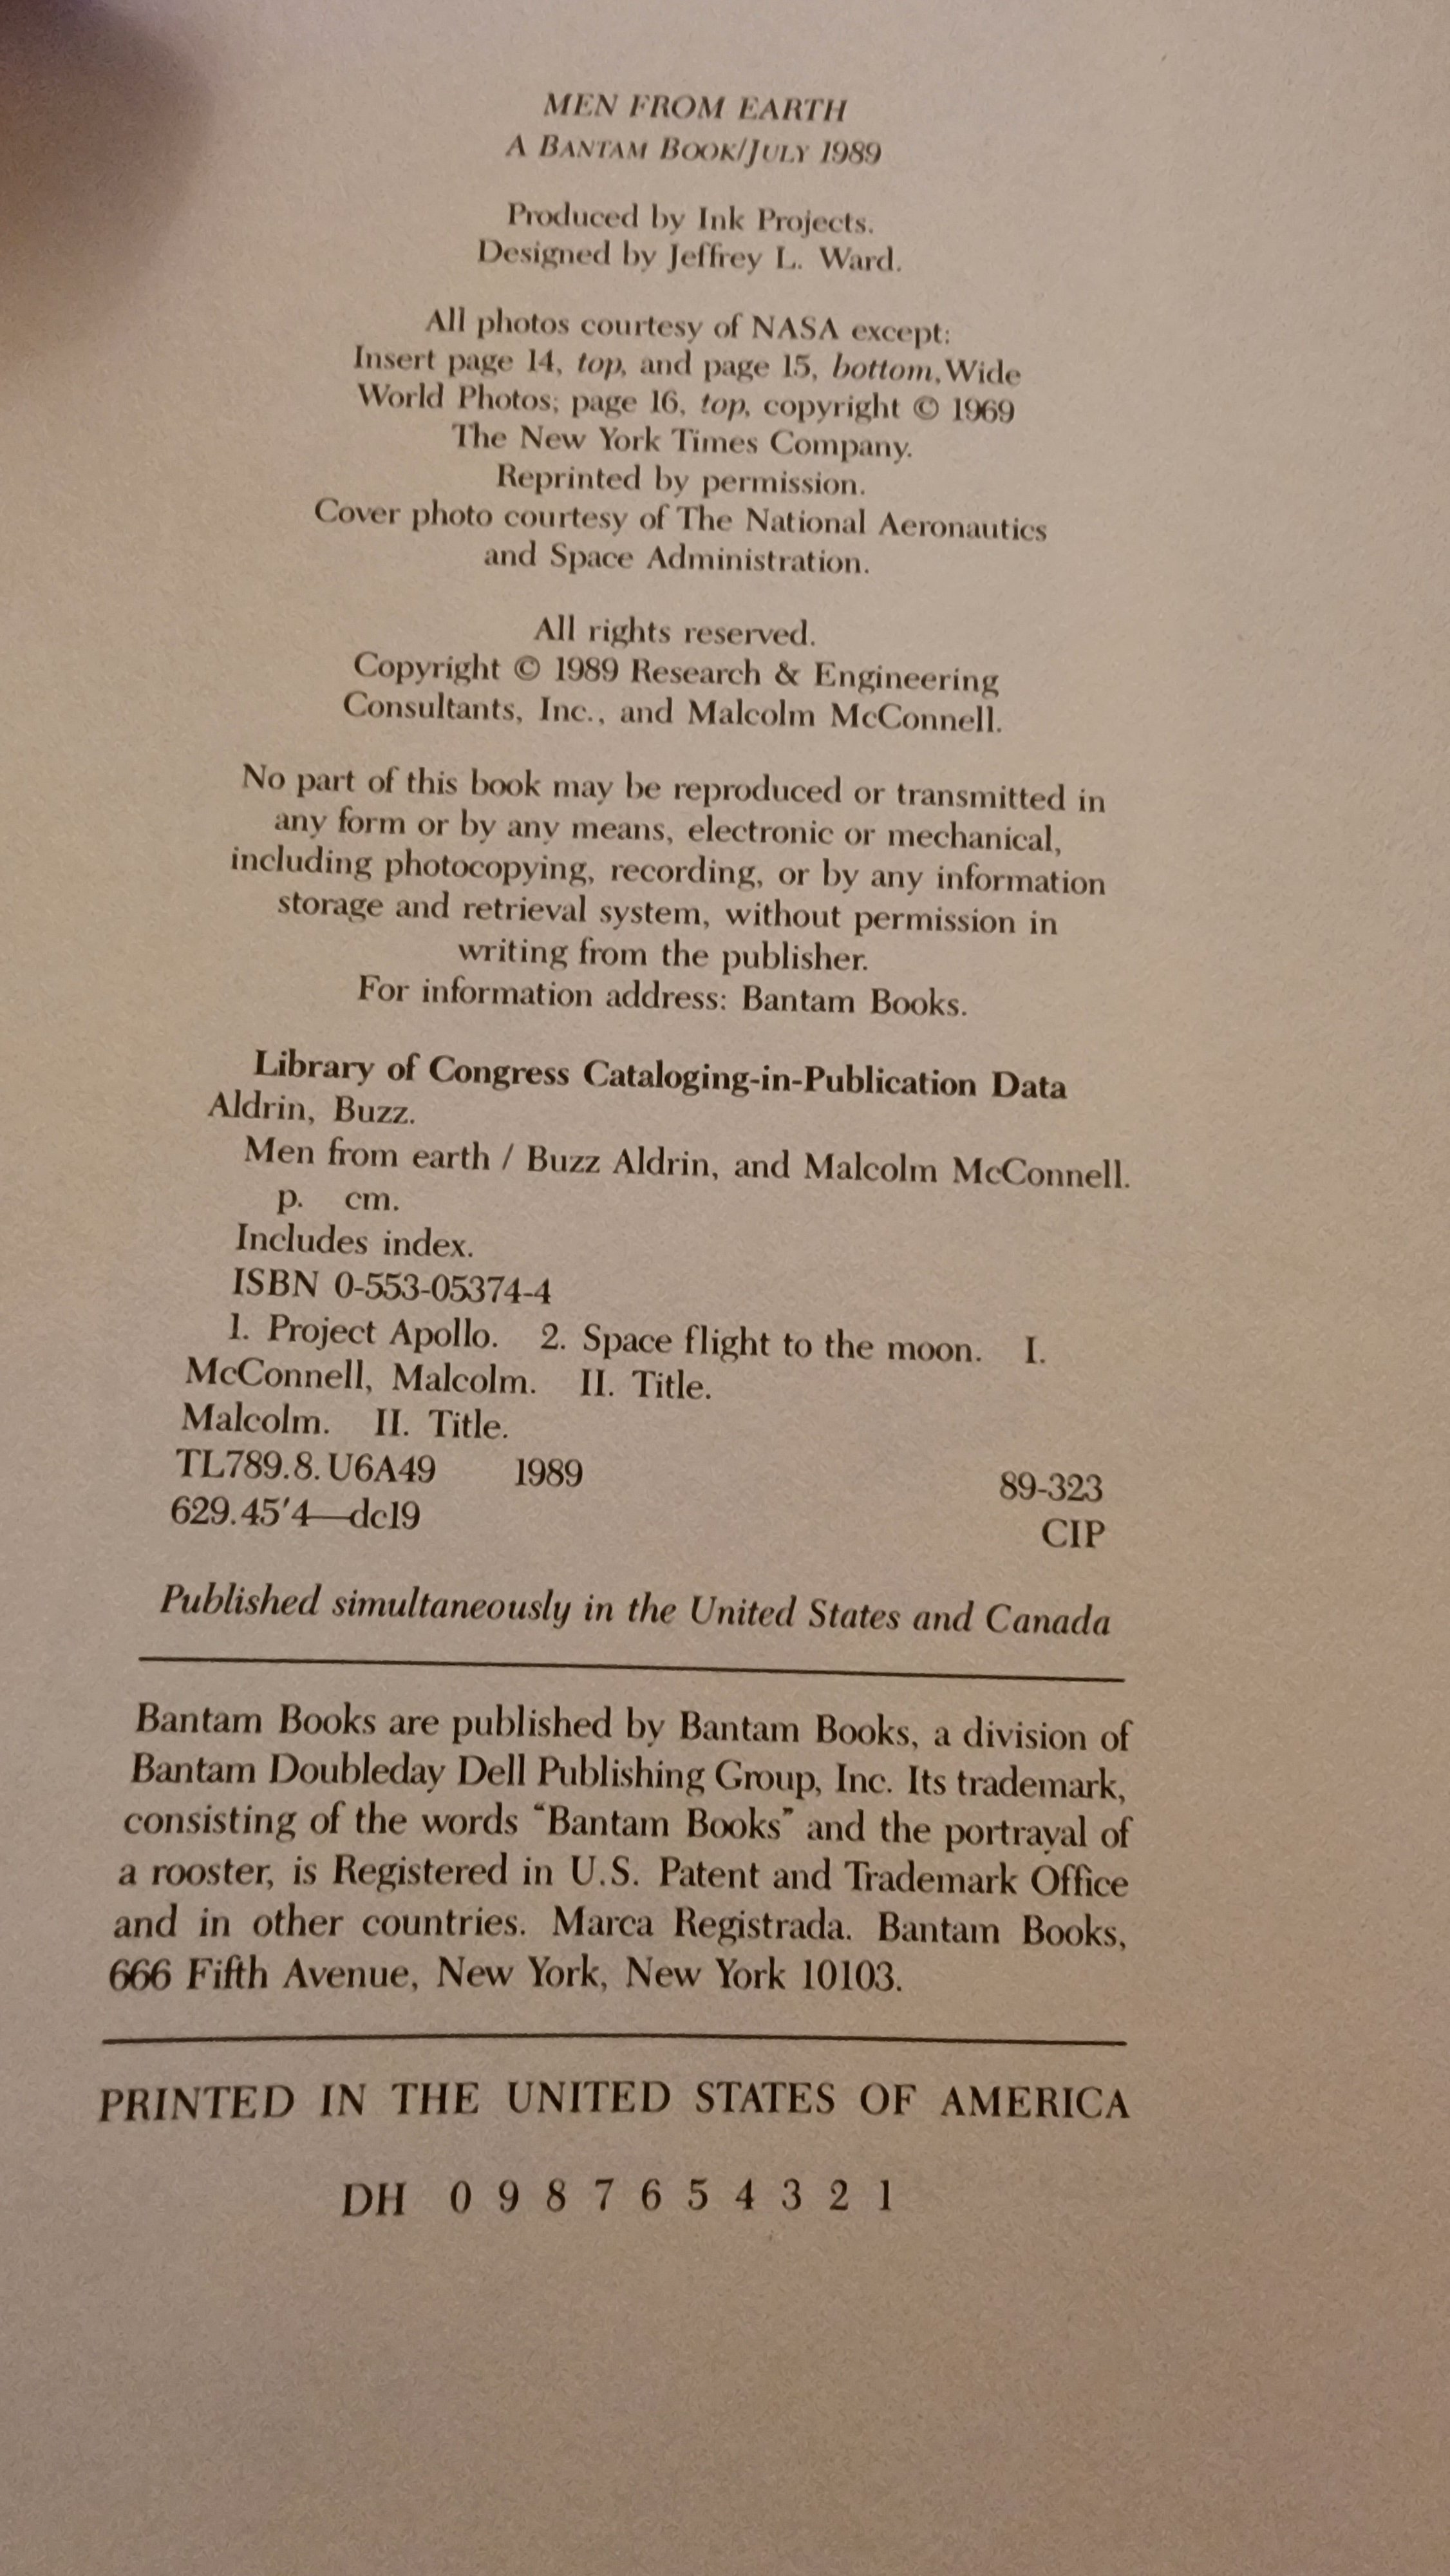 MEN FROM EARTH
A BANTAM BOOK/JULY 1989
Produced by Ink Projects.
Designed by Jeffrey L. Ward.
All photos courtesy of NASA except:
Insert page 14, top, and page 15, bottom, Wide
World Photos; page 16, top, copyright © 1969
The New York Times Company.
Reprinted by permission.
Cover photo courtesy of The National Aeronautics
and Space Administration.
All rights reserved.
Copyright © 1989 Research & Engineering
Consultants, Inc., and Malcolm McConnell.
No part of this book may be reproduced or transmitted in
any form or by any means, electronic or mechanical,
including photocopying, recording, or by any information
storage and retrieval system, without permission in
writing from the publisher.
For information address: Bantam Books.
Library of Congress Cataloging-in-Publication Data
Aldrin, Buzz.
Men from earth / Buzz Aldrin, and Malcolm McConnell.
p. cm.
Includes index.
ISBN 0-553-05374-4
1. Project Apollo. 2. Space flight to the moon. I.
McConnell, Malcolm. II. Title.
Malcolm. II. Title.
TL789.8.U6A49 1989 89-323
629.45'4—dc19 CIP
Published simultaneously in the United States and Canada
Bantam Books are published by Bantam Books, a division of
Bantam Doubleday Dell Publishing Group, Inc. Its trademark,
consisting of the words "Bantam Books" and the portrayal of
a rooster, is Registered in U.S. Patent and Trademark Office
and in other countries. Marca Registrada. Bantam Books,
666 Fifth Avenue, New York, New York 10103.
PRINTED IN THE UNITED STATES OF AMERICA
DH 0 9 8 7 6 5 4 3 2 1